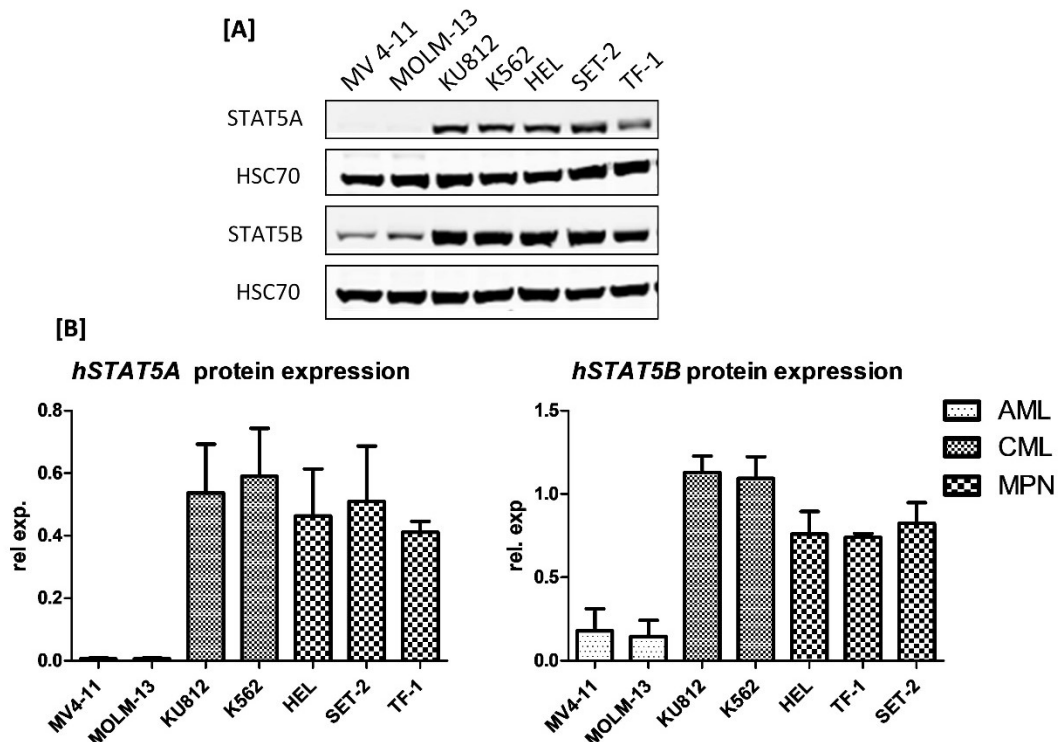 [A]
MV 4-11 MOLM-13 KU812 K562 HEL SET-2 TF-1
STAT5A
HSC70
STAT5B
HSC70
[B]
hSTAT5A protein expression
rel exp.
0.8
0.6
0.4
0.2
0.0
MV4-11 MOLM-13 KU812 K562 HEL SET-2 TF-1
hSTAT5B protein expression
rel. exp
1.5
1.0
0.5
0.0
MV4-11 MOLM-13 KU812 K562 HEL TF-1 SET-2
AML
CML
MPN